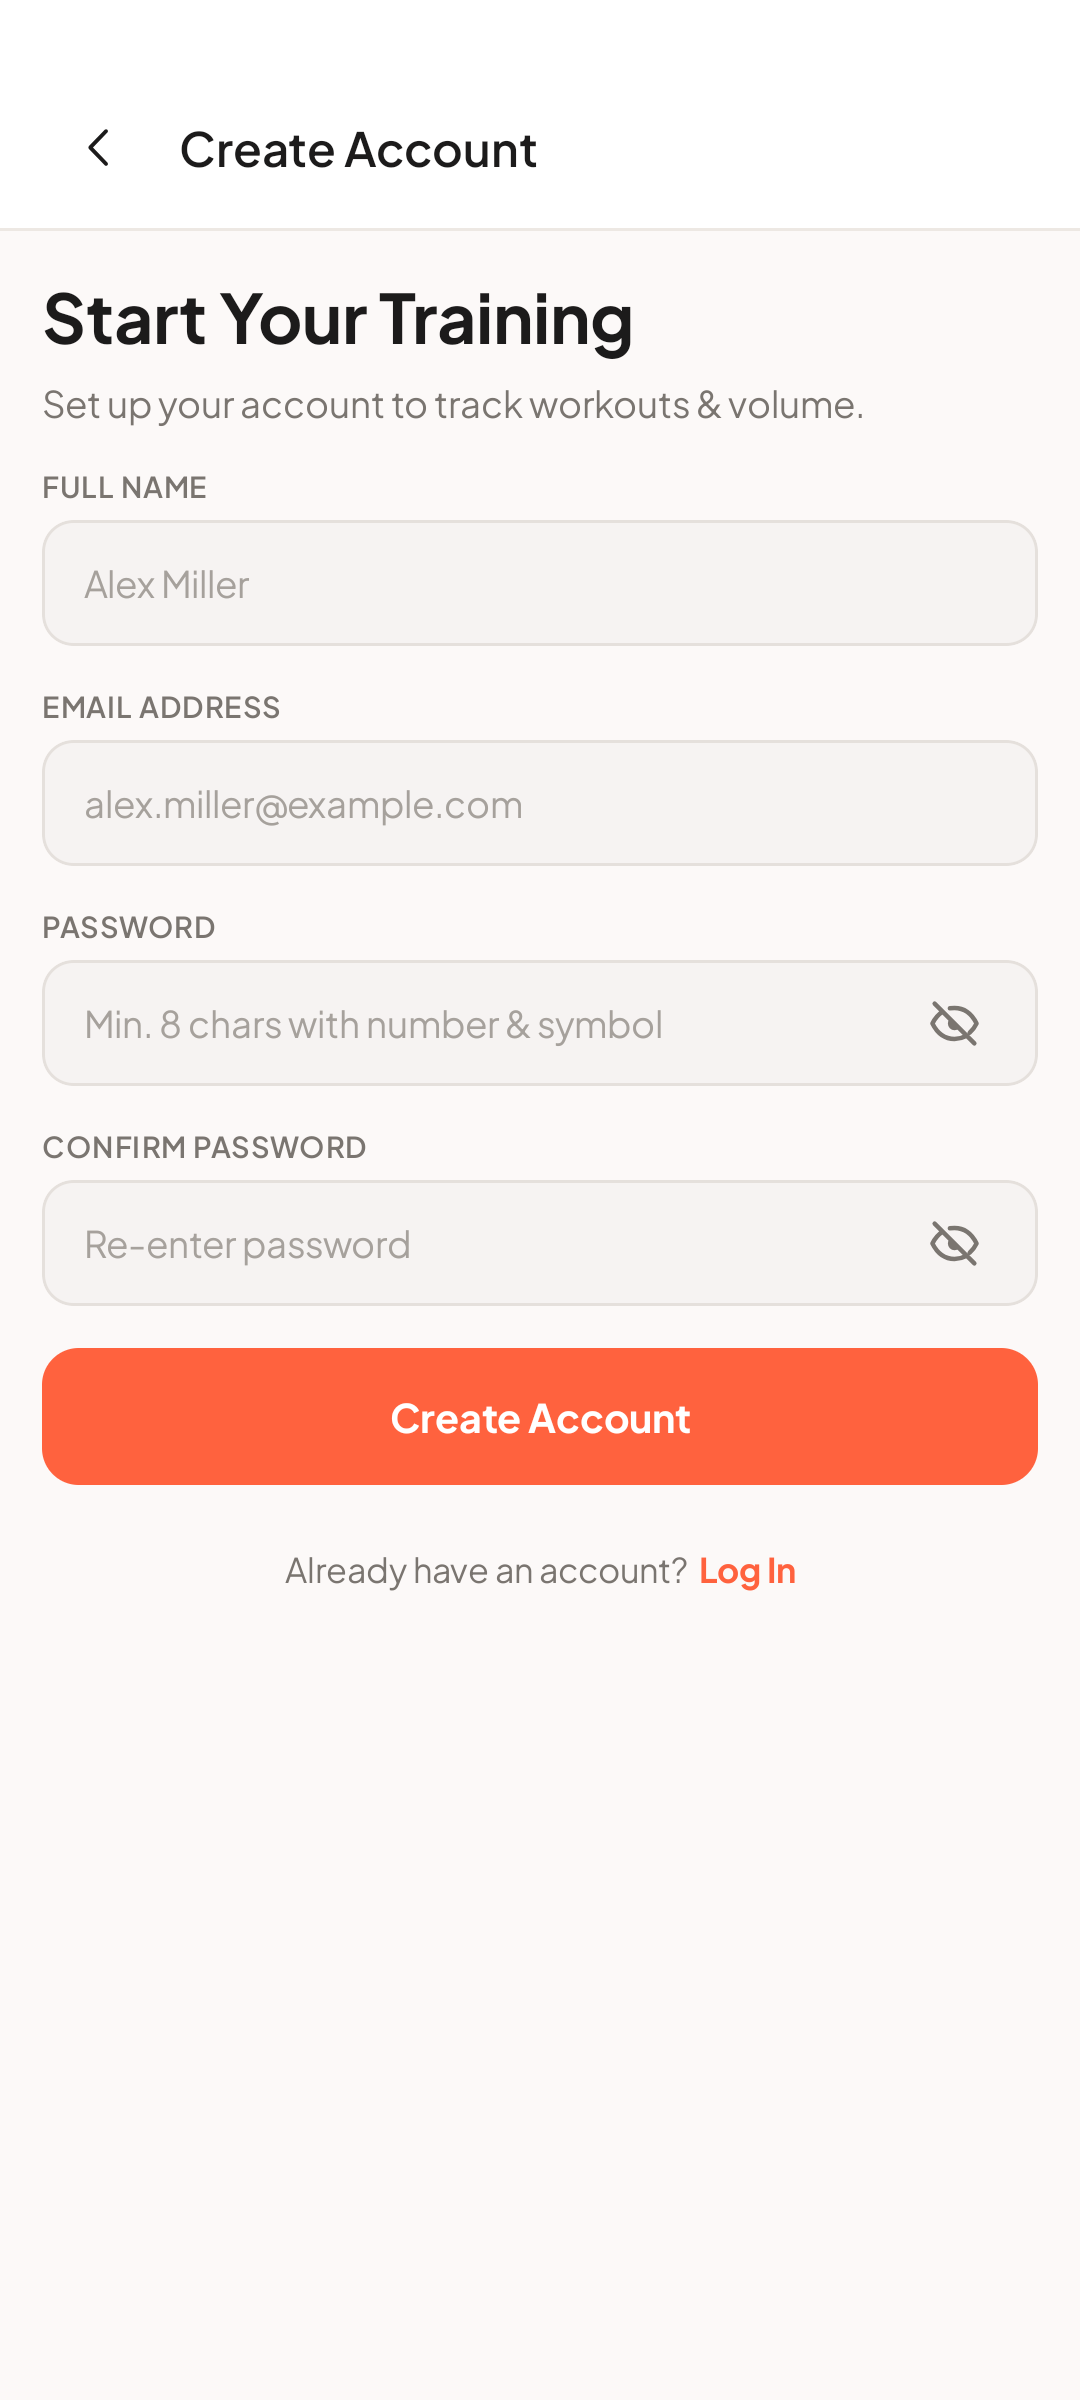 Create Account
Start Your Training
Set up your account to track workouts & volume.
FULL NAME
Alex Miller
EMAIL ADDRESS
alex.miller@example.com
PASSWORD
Min. 8 chars with number & symbol
CONFIRM PASSWORD
Re-enter password
Create Account
Already have an account? Log In